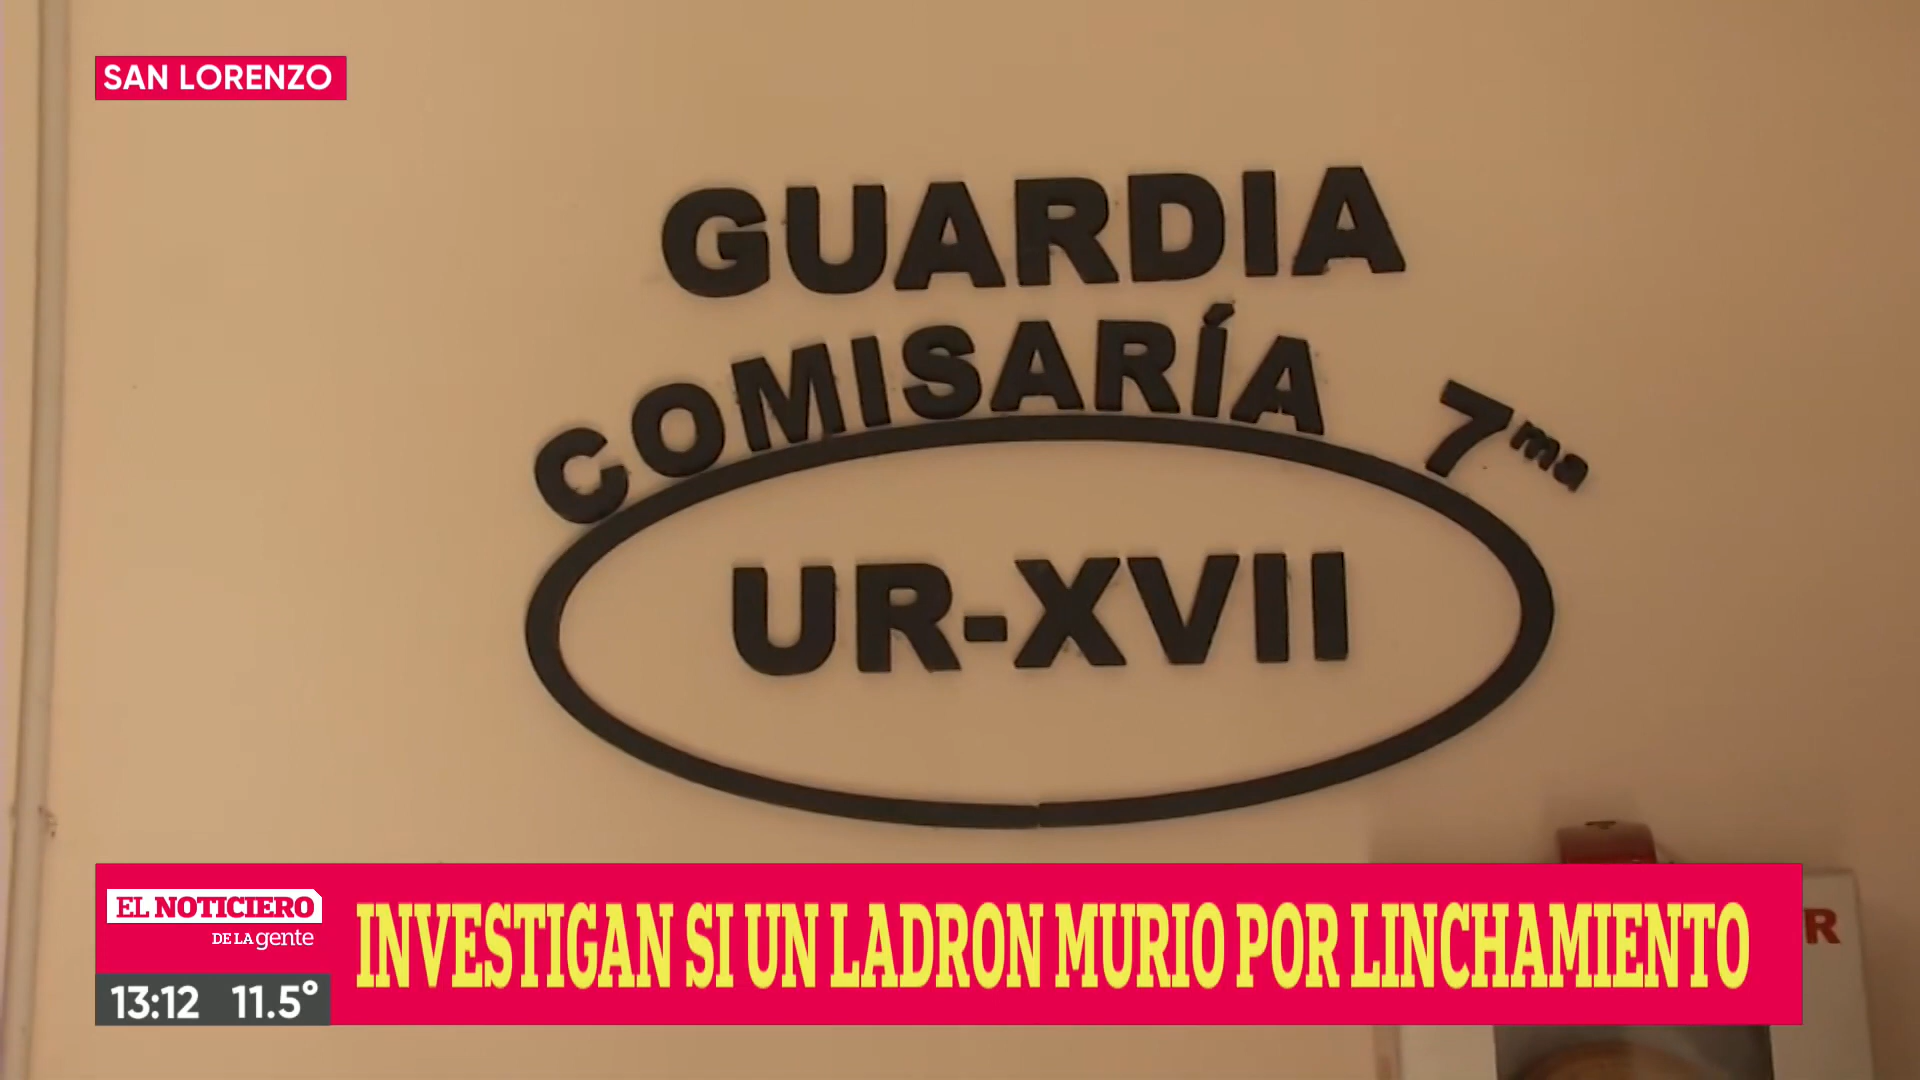 SAN LORENZO
GUARDIA
COMISARÍA 7ma
UR-XVII
EL NOTICIERO
DE LA gente
INVESTIGAN SI UN LADRON MURIO POR LINCHAMIENTO
13:12 11.5°
R